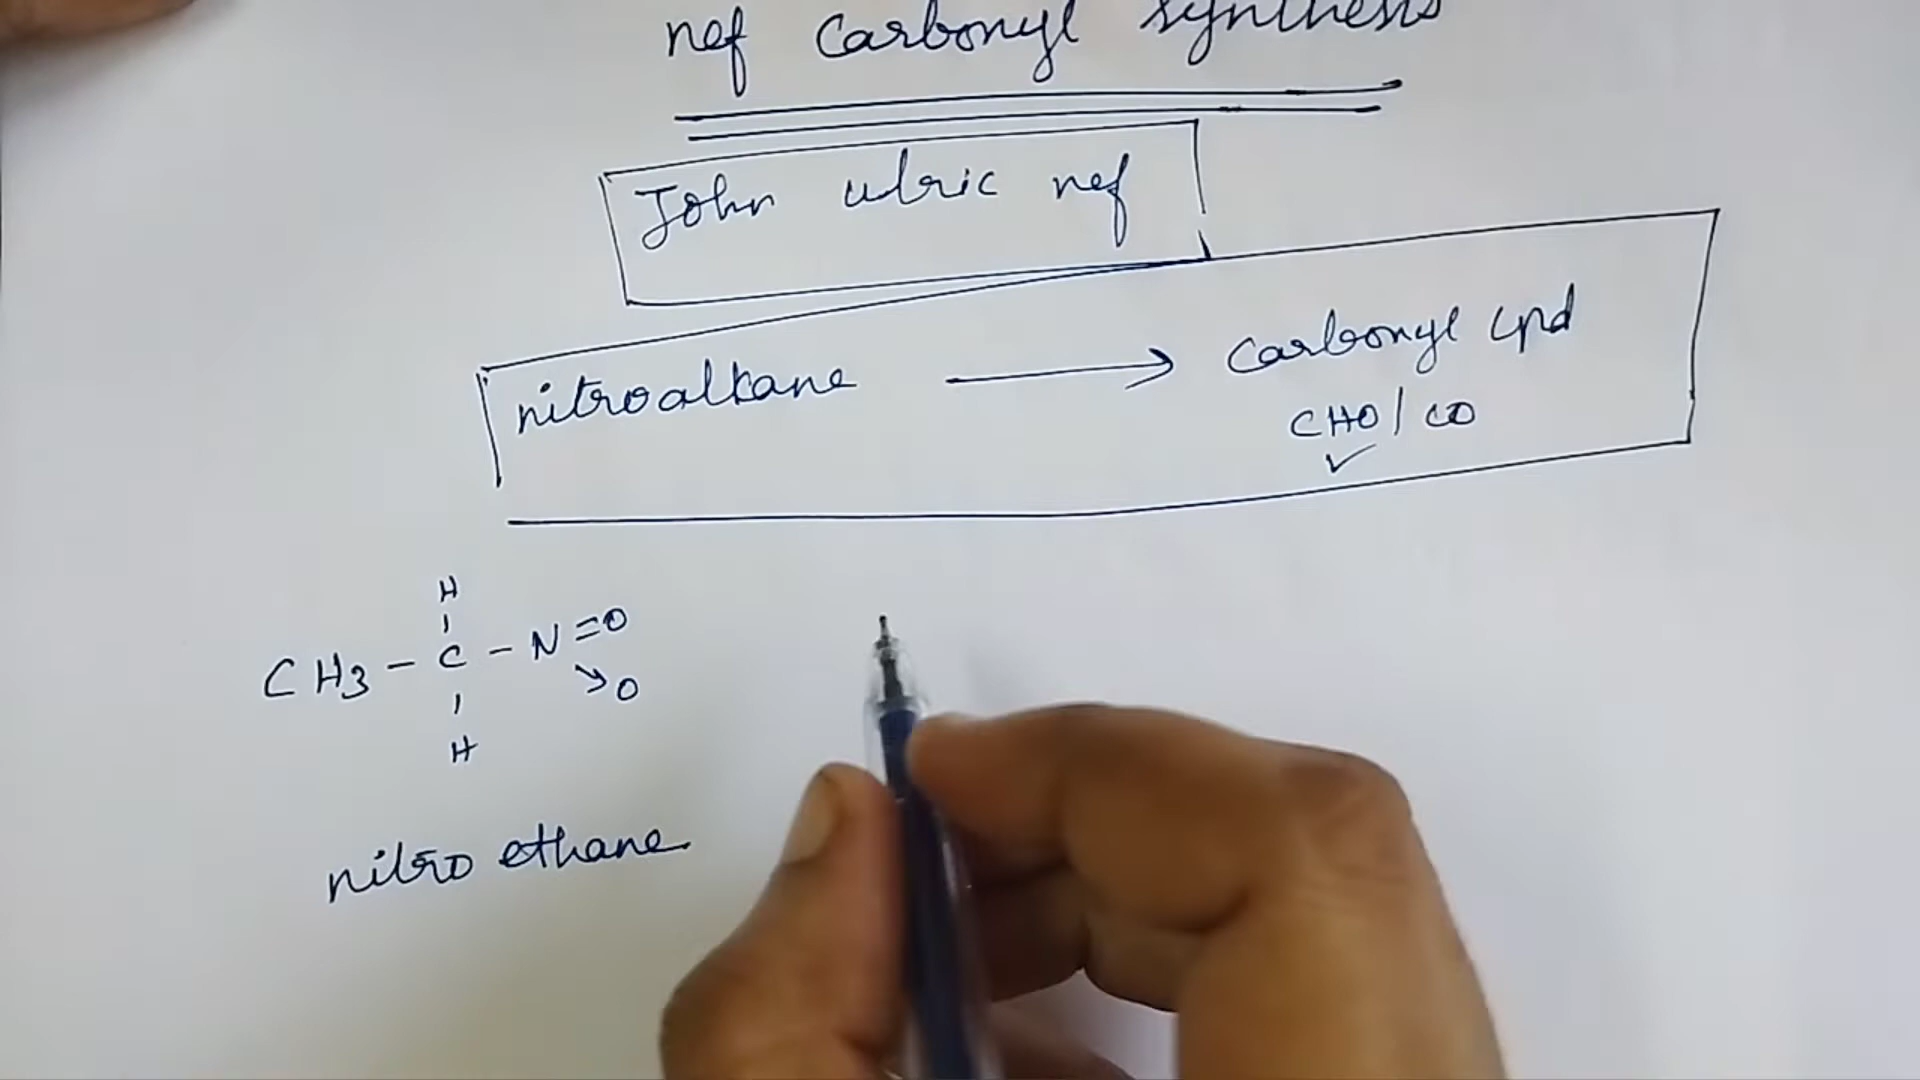 nef carbonyl synthesis
John ulric nef
nitroalkane → carbonyl cpd
CHO / CO
✓
H
CH3 - C - N = O
↘ O
H
nitro ethane